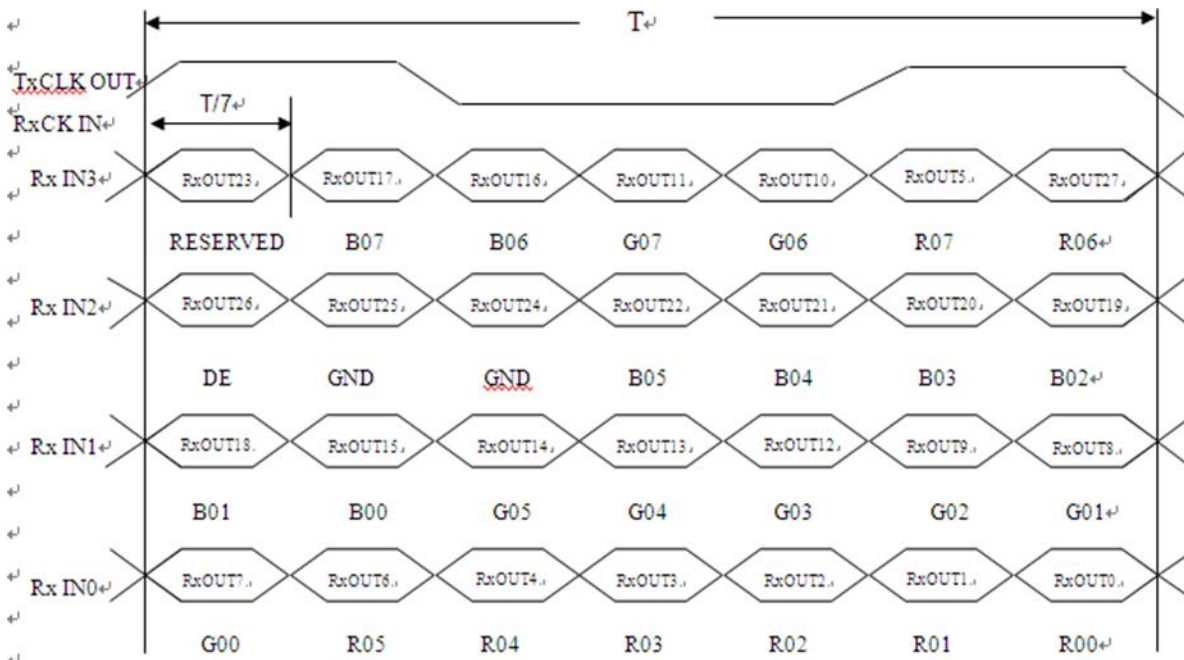 T
TxCLK OUT
T/7
RxCK IN
Rx IN3 RxOUT23 RxOUT17 RxOUT16 RxOUT11 RxOUT10 RxOUT5 RxOUT27
RESERVED B07 B06 G07 G06 R07 R06
Rx IN2 RxOUT26 RxOUT25 RxOUT24 RxOUT22 RxOUT21 RxOUT20 RxOUT19
DE GND GND B05 B04 B03 B02
Rx IN1 RxOUT18 RxOUT15 RxOUT14 RxOUT13 RxOUT12 RxOUT9 RxOUT8
B01 B00 G05 G04 G03 G02 G01
Rx IN0 RxOUT7 RxOUT6 RxOUT4 RxOUT3 RxOUT2 RxOUT1 RxOUT0
G00 R05 R04 R03 R02 R01 R00